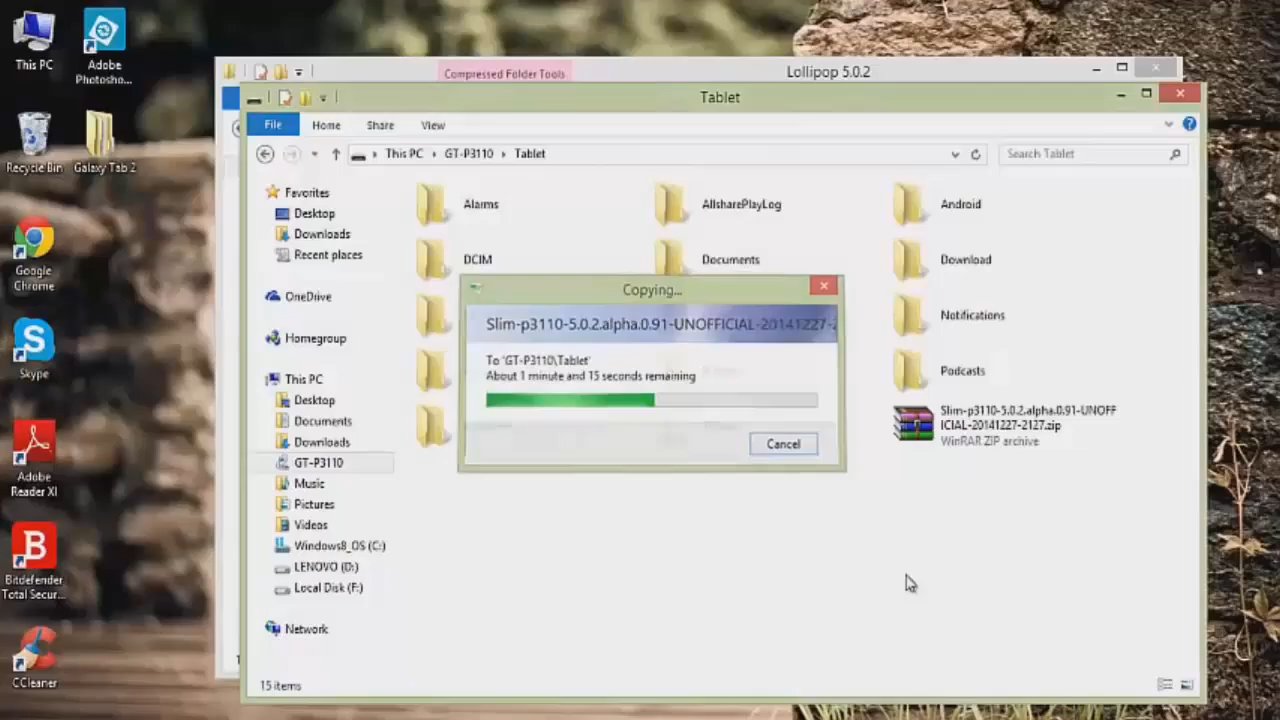 This PC
Adobe
Photosho...
Recycle Bin
Galaxy Tab 2
Google
Chrome
Skype
Adobe
Reader XI
Bitdefender
Total Secur...
CCleaner
Compressed Folder Tools
Lollipop 5.0.2
Tablet
File
Home
Share
View
This PC
GT-P3110
Tablet
Search Tablet
Favorites
Desktop
Downloads
Recent places
OneDrive
Homegroup
This PC
Desktop
Documents
Downloads
GT-P3110
Music
Pictures
Videos
Windows8_OS (C:)
LENOVO (D:)
Local Disk (F:)
Network
Alarms
AllsharePlayLog
Android
DCIM
Documents
Download
Notifications
Podcasts
Slim-p3110-5.0.2.alpha.0.91-UNOFF
ICIAL-20141227-2127.zip
WinRAR ZIP archive
Copying...
Slim-p3110-5.0.2.alpha.0.91-UNOFFICIAL-20141227-2
To 'GT-P3110\Tablet'
About 1 minute and 15 seconds remaining
Cancel
15 items